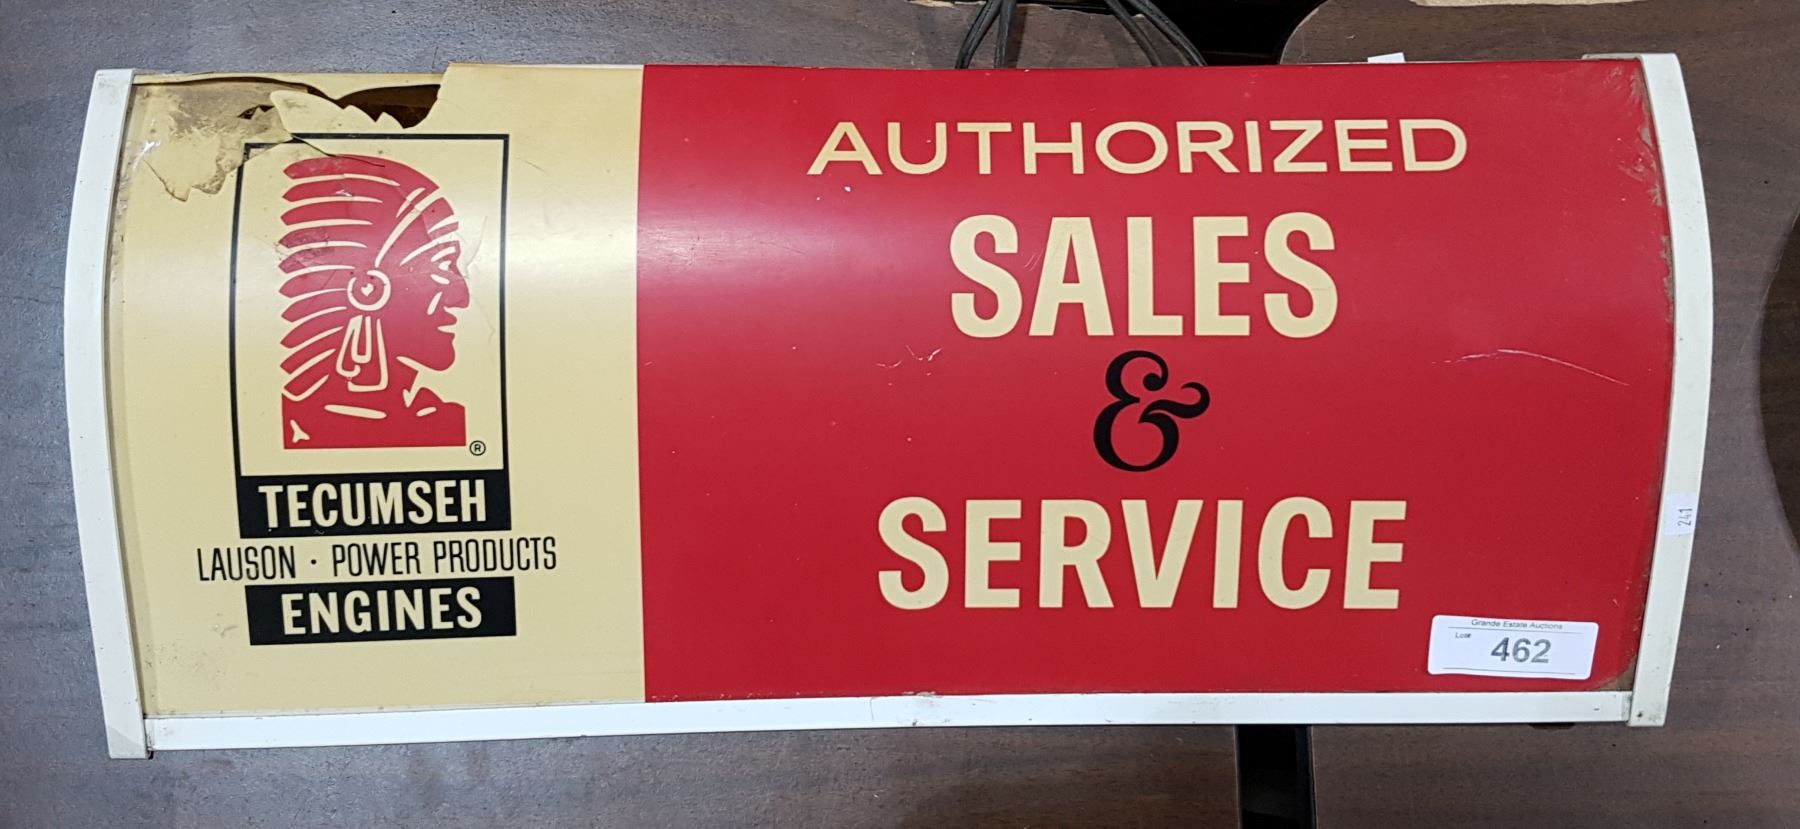 ®
TECUMSEH
LAUSON · POWER PRODUCTS
ENGINES
AUTHORIZED
SALES
&
SERVICE
Grande Estate Auctions
Lot# 462
241